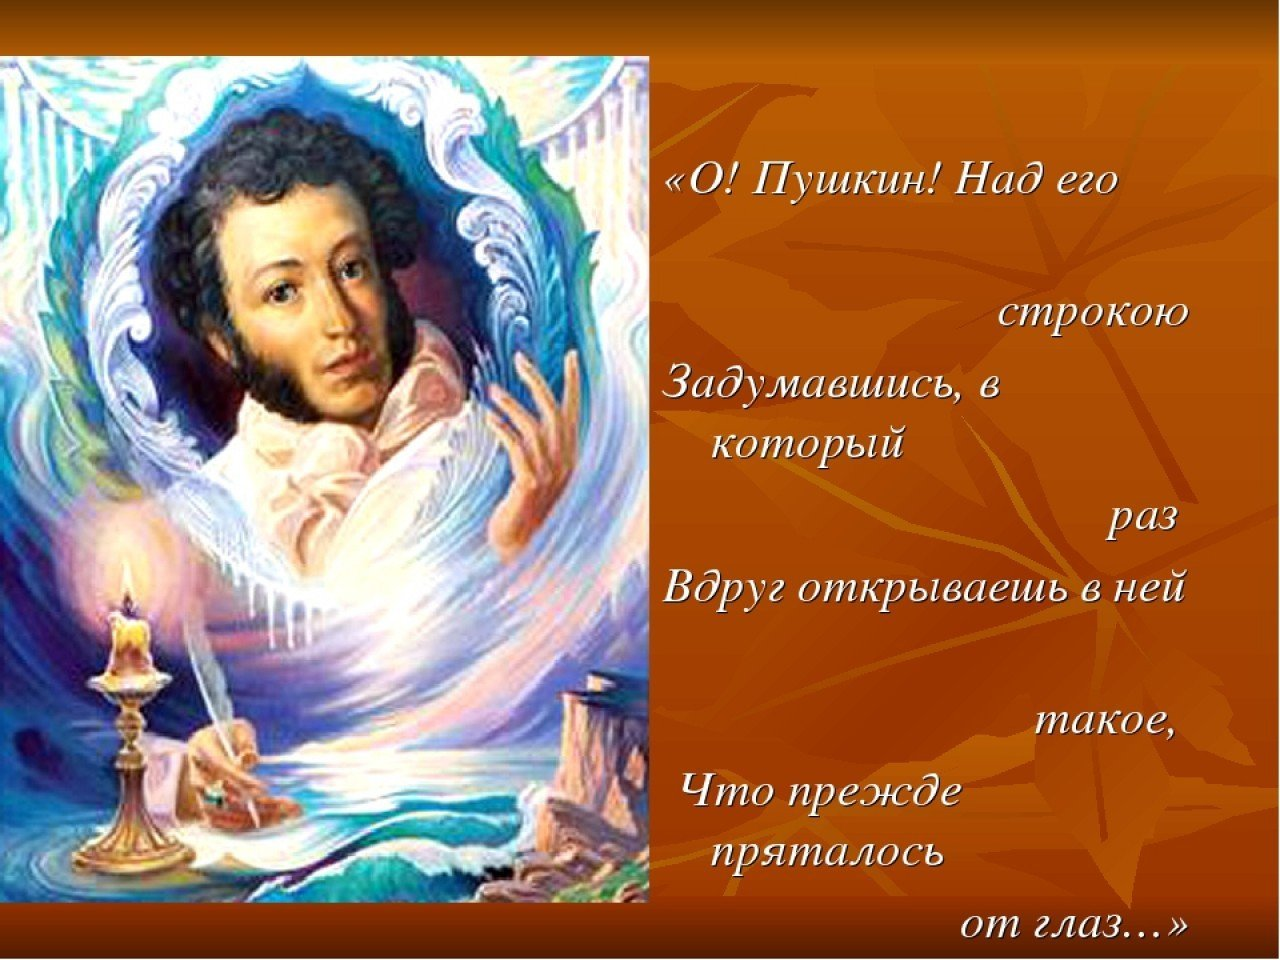 «О! Пушкин! Над его
строкою
Задумавшись, в
который
раз
Вдруг открываешь в ней
такое,
Что прежде
пряталось
от глаз…»